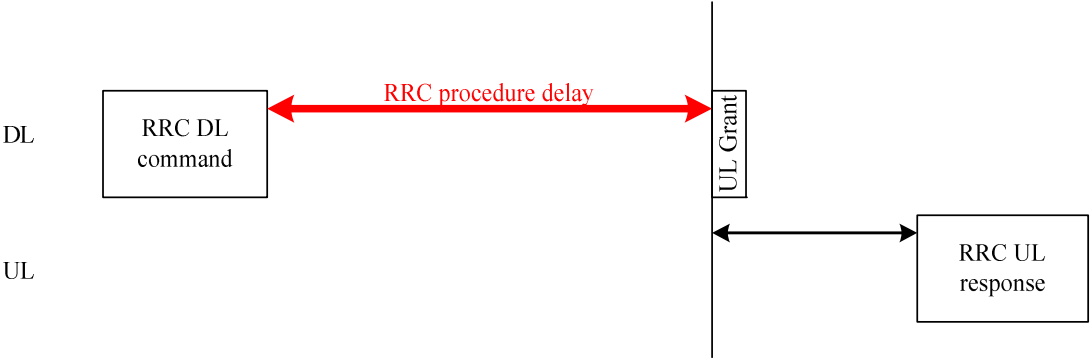 RRC procedure delay
DL
RRC DL
command
UL Grant
UL
RRC UL
response